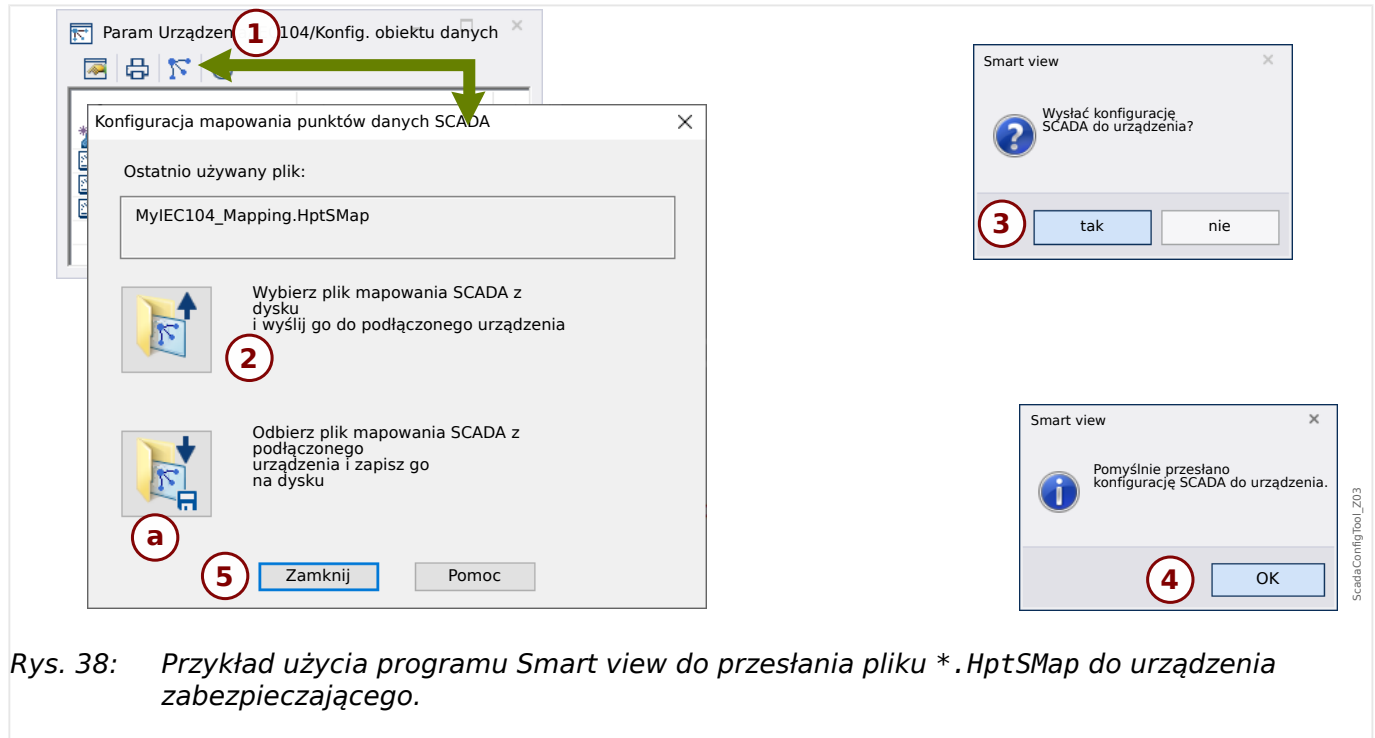 Param Urządzen 1 104/Konfig. obiektu danych
Konfiguracja mapowania punktów danych SCADA
Ostatnio używany plik:
MyIEC104_Mapping.HptSMap
Wybierz plik mapowania SCADA z
dysku
i wyślij go do podłączonego urządzenia
2
Odbierz plik mapowania SCADA z
podłączonego
urządzenia i zapisz go
na dysku
a
5 Zamknij Pomoc
Smart view
Wysłać konfigurację
SCADA do urządzenia?
3 tak nie
Smart view
Pomyślnie przesłano
konfigurację SCADA do urządzenia.
4 OK
ScadaConfigTool_Z03
Rys. 38: Przykład użycia programu Smart view do przesłania pliku *.HptSMap do urządzenia
zabezpieczającego.